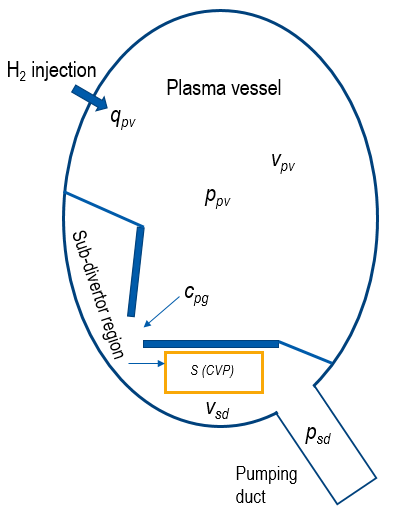 H₂ injection
Plasma vessel
qpv
vpv
ppv
Sub-divertor region
cpg
S (CVP)
vsd
psd
Pumping
duct